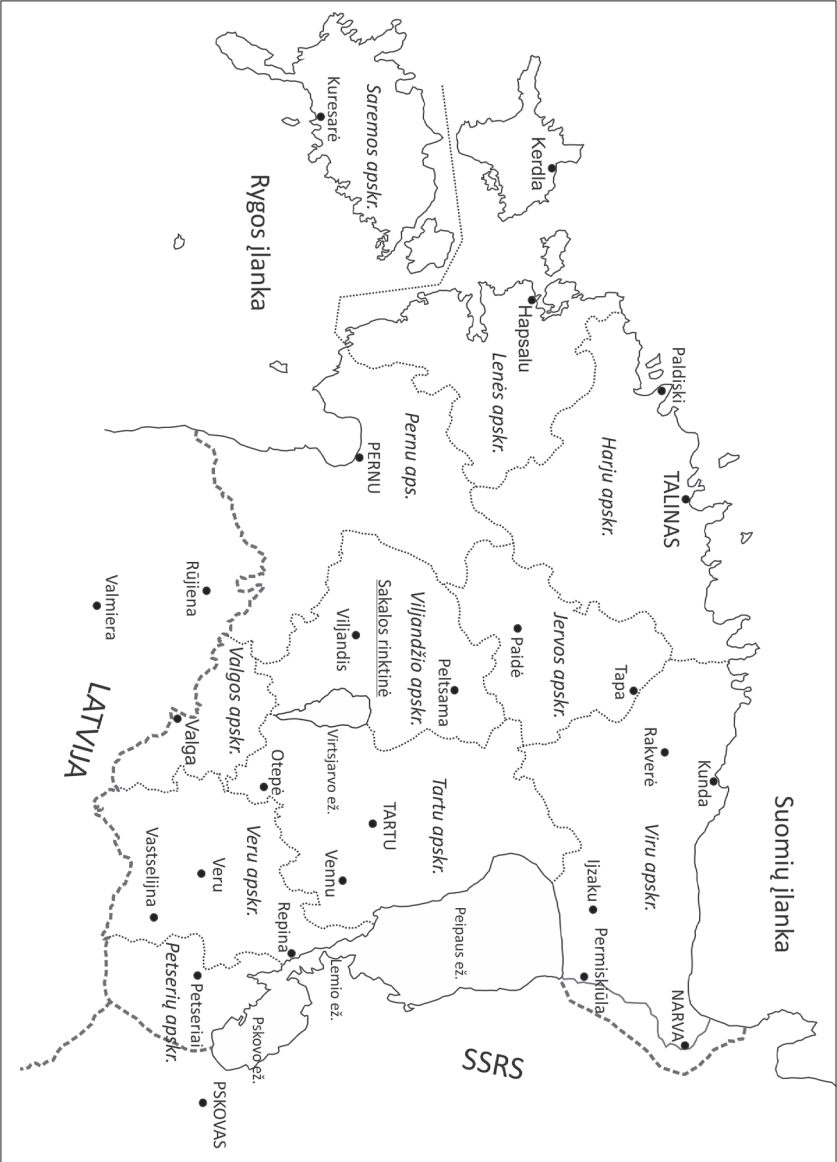 Suomių įlanka
Paldiski
TALINAS
Kunda
NARVA
Harju apskr.
Tapa
Rakverė
Viru apskr.
Kerdla
Hapsalu
Lenės apskr.
Jervos apskr.
Paidė
Ijzaku
Permiskiūla
Saremos apskr.
Kuresarė
Pernu aps.
PERNU
Viljandžio apskr.
Peltsama
Sakalos rinktinė
Viljandis
Tartu apskr.
TARTU
Peipaus ež.
SSRS
Virtsjarvo ež.
Vennu
Lemio ež.
Rygos įlanka
Rūjiena
Valgos apskr.
Otepė
Veru apskr.
Repina
Pskovo ež.
Valmiera
LATVIJA
Valga
Veru
Vastselijna
Petseriai
Petserių apskr.
PSKOVAS